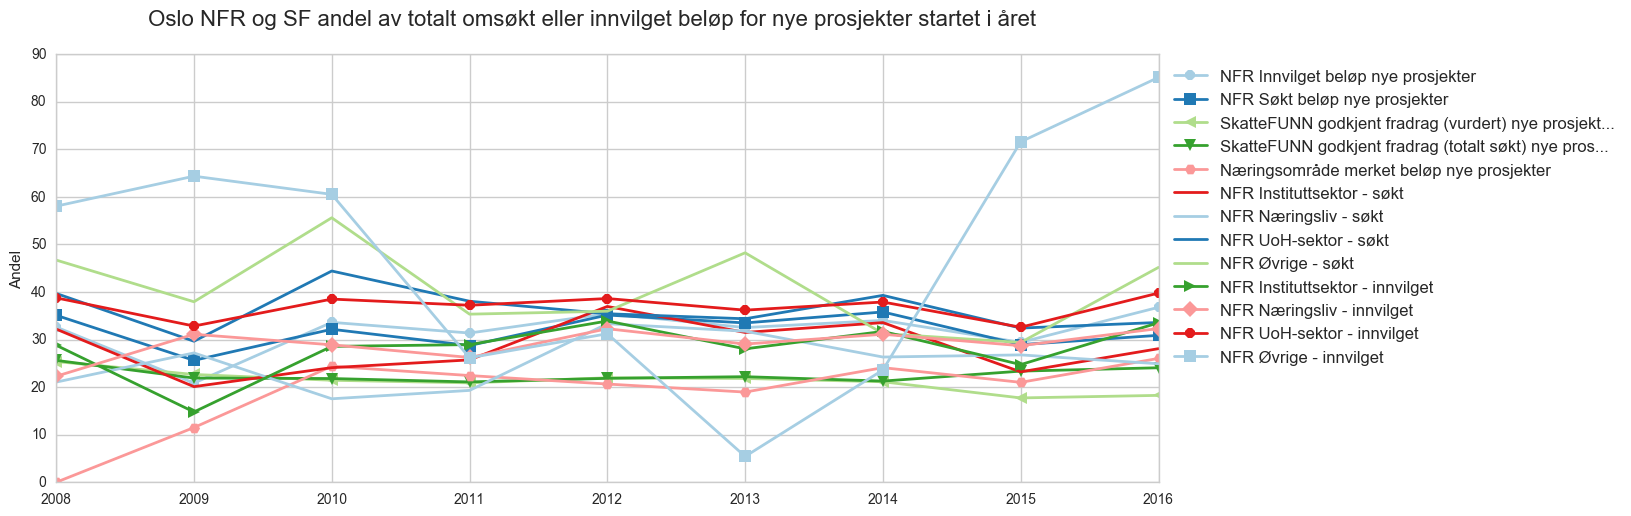 Oslo NFR og SF andel av totalt omsøkt eller innvilget beløp for nye prosjekter startet i året
90
80
70
60
50
40
30
20
10
0
Andel
2008 2009 2010 2011 2012 2013 2014 2015 2016
NFR Innvilget beløp nye prosjekter
NFR Søkt beløp nye prosjekter
SkatteFUNN godkjent fradrag (vurdert) nye prosjekt...
SkatteFUNN godkjent fradrag (totalt søkt) nye pros...
Næringsområde merket beløp nye prosjekter
NFR Instituttsektor - søkt
NFR Næringsliv - søkt
NFR UoH-sektor - søkt
NFR Øvrige - søkt
NFR Instituttsektor - innvilget
NFR Næringsliv - innvilget
NFR UoH-sektor - innvilget
NFR Øvrige - innvilget